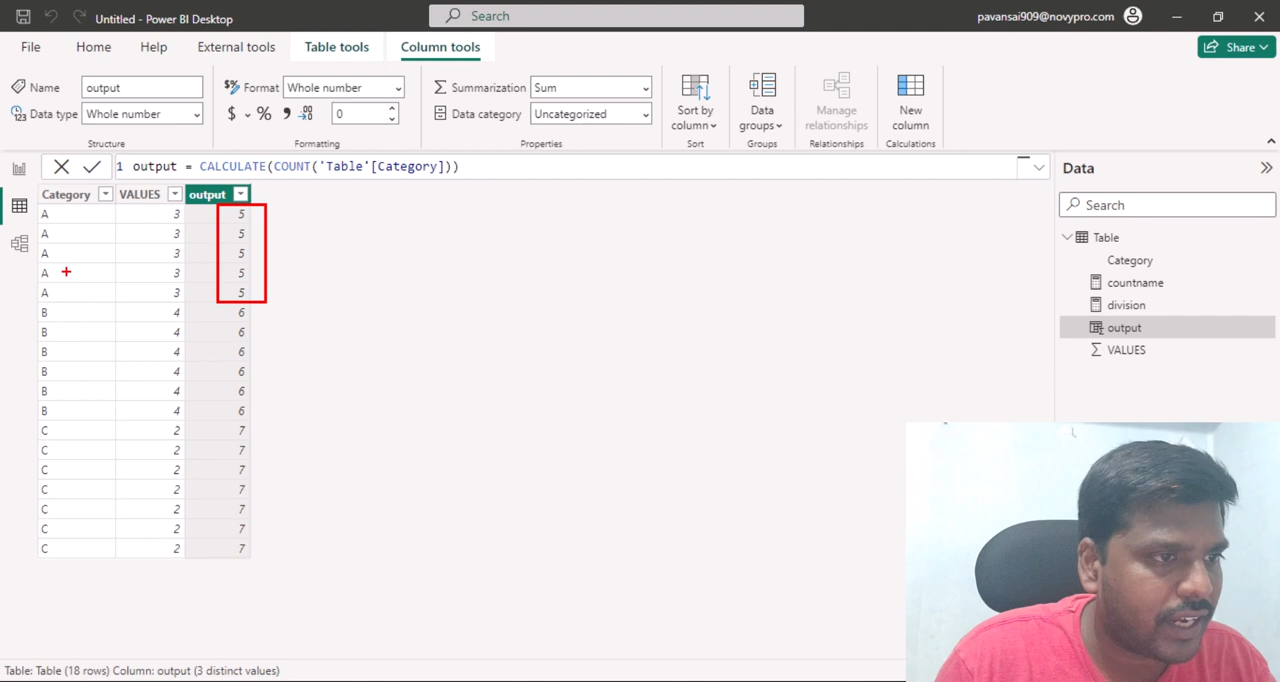 Untitled - Power BI Desktop
Search
pavansai909@novypro.com
File Home Help External tools Table tools Column tools
Share
Name output
Format Whole number
Summarization Sum
Data type Whole number
$ % 0
Data category Uncategorized
Sort by column
Data groups
Manage relationships
New column
Structure Formatting Properties Sort Groups Relationships Calculations
1 output = CALCULATE(COUNT('Table'[Category]))
Category VALUES output
A 3 5
A 3 5
A 3 5
A 3 5
A 3 5
B 4 6
B 4 6
B 4 6
B 4 6
B 4 6
B 4 6
C 2 7
C 2 7
C 2 7
C 2 7
C 2 7
C 2 7
C 2 7
Data
Search
Table
Category
countname
division
output
VALUES
Table: Table (18 rows) Column: output (3 distinct values)